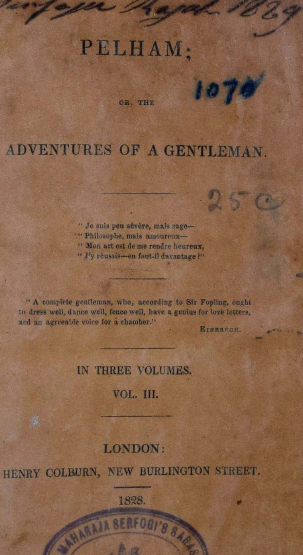 1829
PELHAM;
1070
OR, THE
ADVENTURES OF A GENTLEMAN.
25
" Je suis peu sévère, mais sage—
" Philosophe, mais amoureux—
" Mon art est de me rendre heureux,
" J'y réussis—en faut-il davantage?"
" A complete gentleman, who, according to Sir Fopling, ought
to dress well, dance well, fence well, have a genius for love letters,
and an agreeable voice for a chamber."
ETHEREGE.
IN THREE VOLUMES.
VOL. III.
LONDON:
HENRY COLBURN, NEW BURLINGTON STREET.
1828.
MAHARAJA SERFOGI'S SARAS